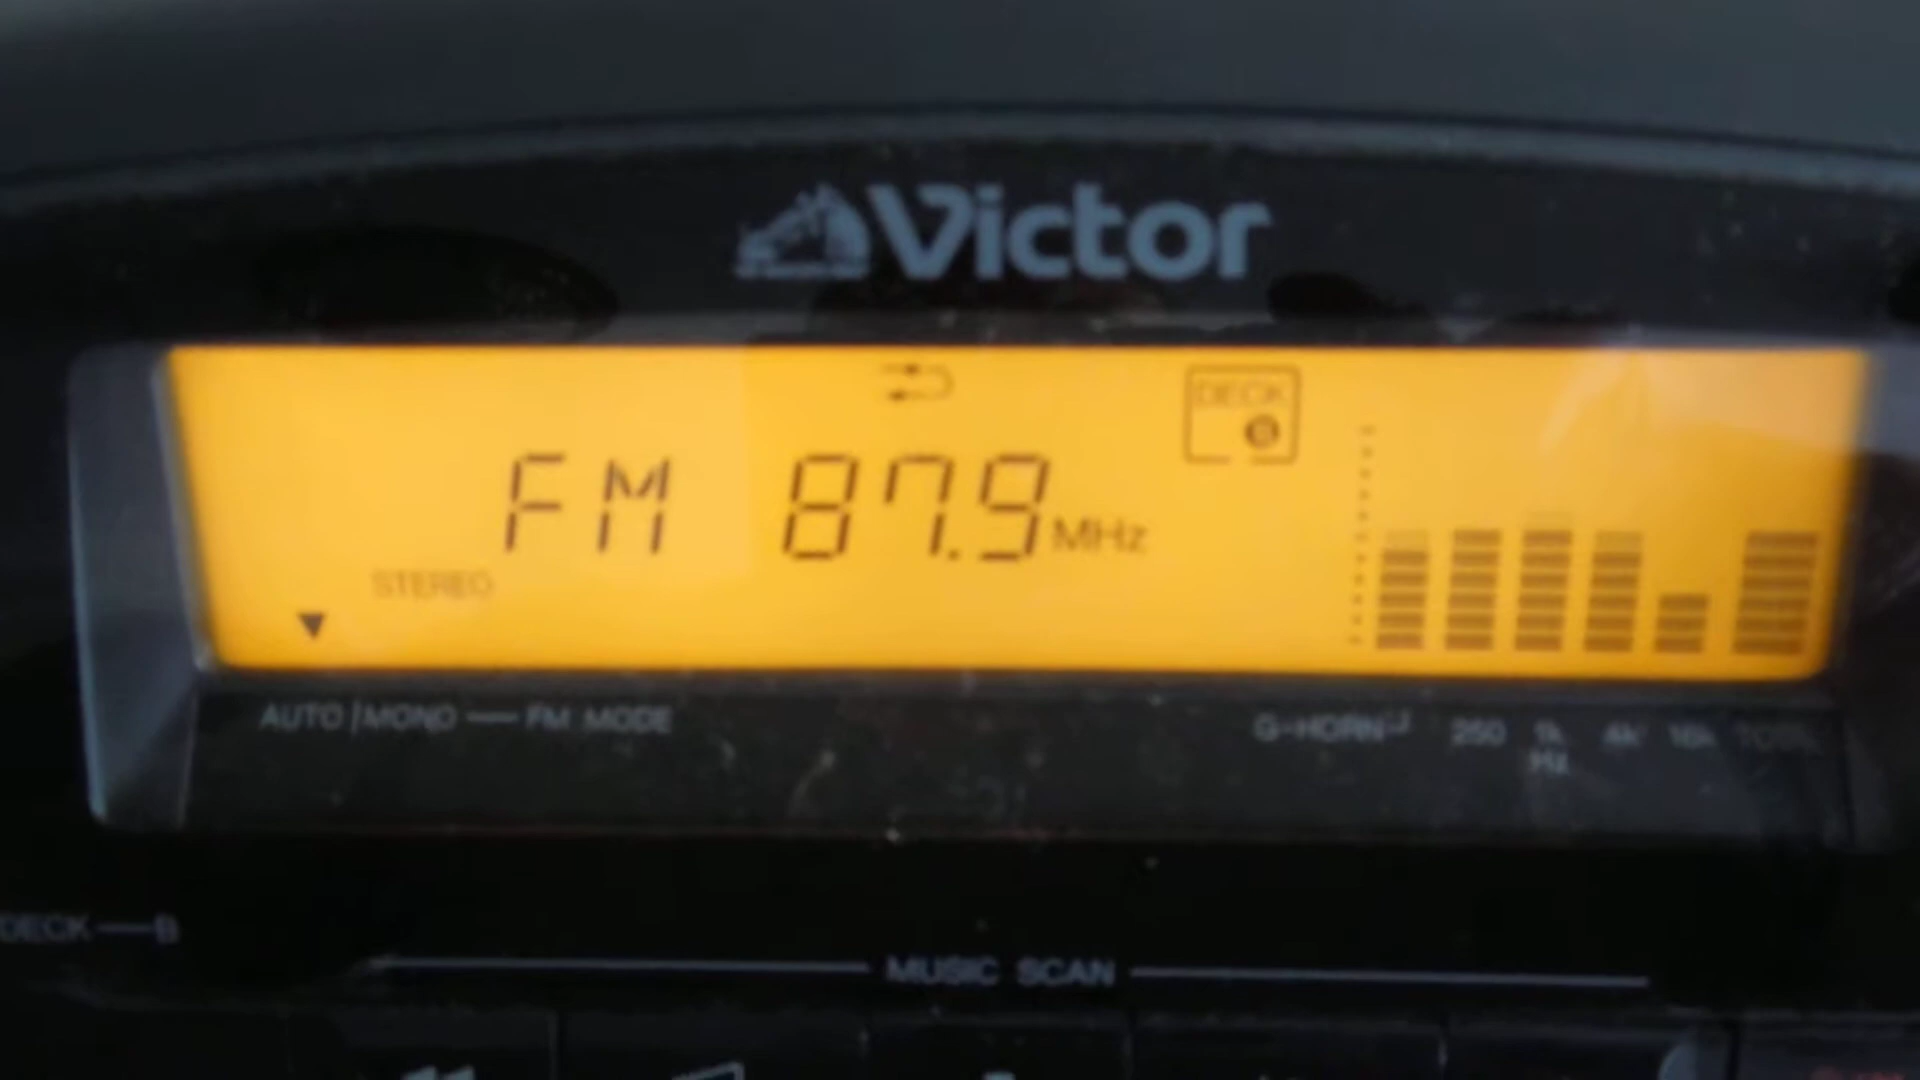 Victor
DECK
B
FM 87.9 MHz
STEREO
AUTO/MONO — FM MODE
G-HORN 250 1k 4k 16k TOTAL
Hz
DECK — B
MUSIC SCAN